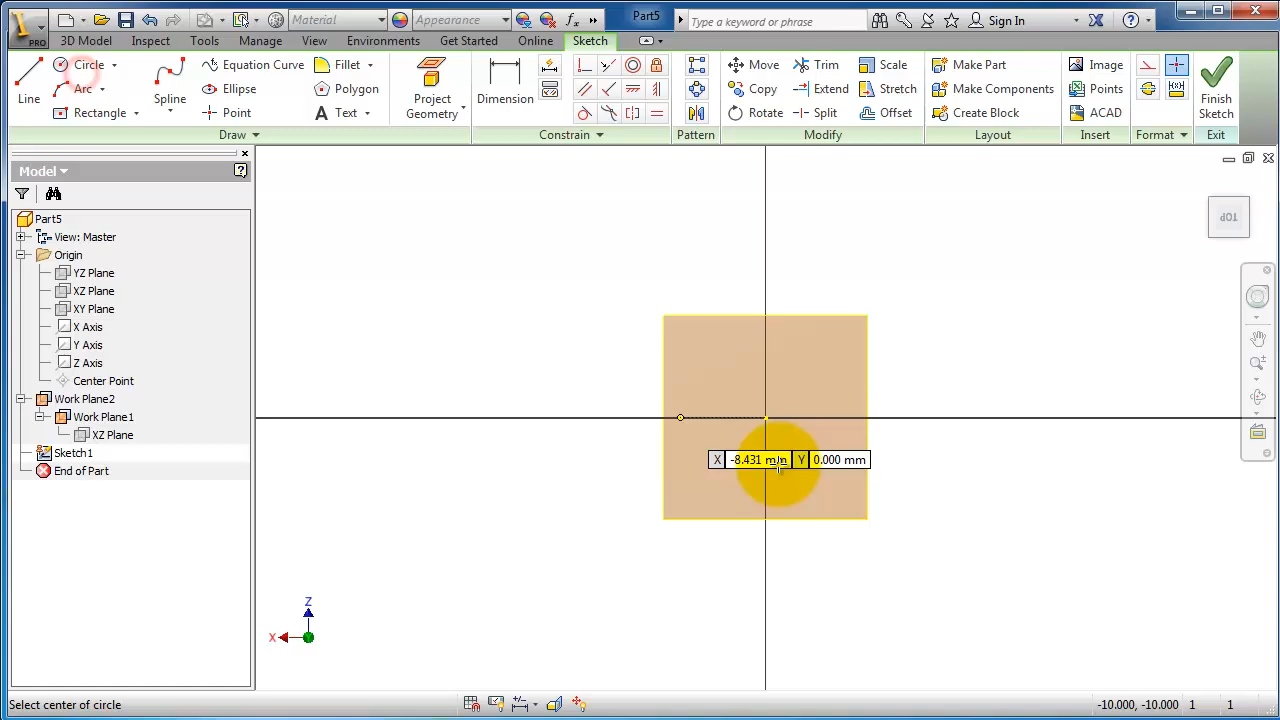 PRO
Material
Appearance
Part5
Type a keyword or phrase
Sign In
3D Model
Inspect
Tools
Manage
View
Environments
Get Started
Online
Sketch
Line
Circle
Arc
Rectangle
Spline
Equation Curve
Ellipse
Point
Fillet
Polygon
Text
Project Geometry
Dimension
Move
Copy
Rotate
Trim
Extend
Split
Scale
Stretch
Offset
Make Part
Make Components
Create Block
Image
Points
ACAD
Finish Sketch
Draw
Constrain
Pattern
Modify
Layout
Insert
Format
Exit
Model
Part5
View: Master
Origin
YZ Plane
XZ Plane
XY Plane
X Axis
Y Axis
Z Axis
Center Point
Work Plane2
Work Plane1
XZ Plane
Sketch1
End of Part
TOP
X -8.431 mm Y 0.000 mm
Z
X
Select center of circle
-10.000, -10.000 1 1